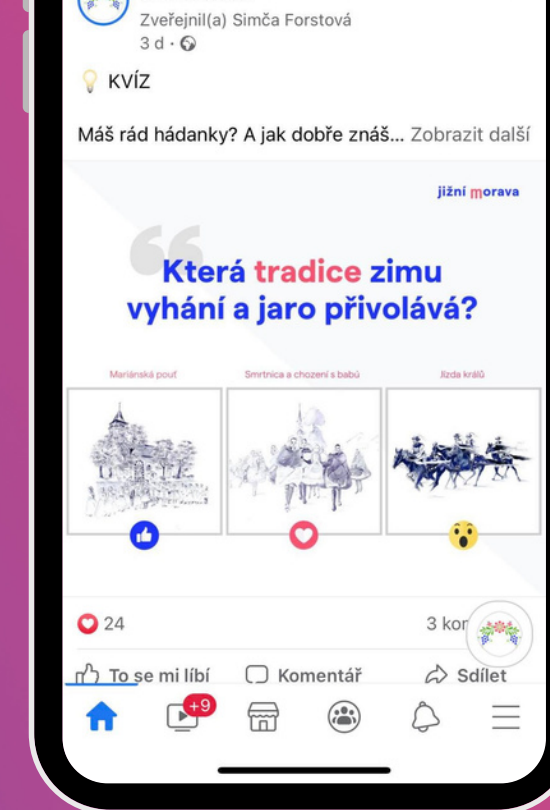 Zveřejnil(a) Simča Forstová
3 d ·
KVÍZ
Máš rád hádanky? A jak dobře znáš... Zobrazit další
jižní morava
Která tradice zimu
vyhání a jaro přivolává?
Mariánská pouť
Smrtnica a chození s babú
Jízda králů
24
3 kor
To se mi líbí
Komentář
Sdílet
+9